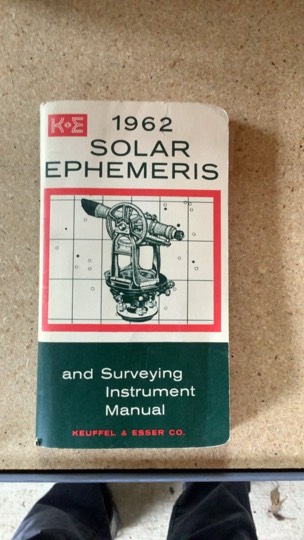 K+E 1962
SOLAR
EPHEMERIS
and Surveying
Instrument
Manual
KEUFFEL & ESSER CO.